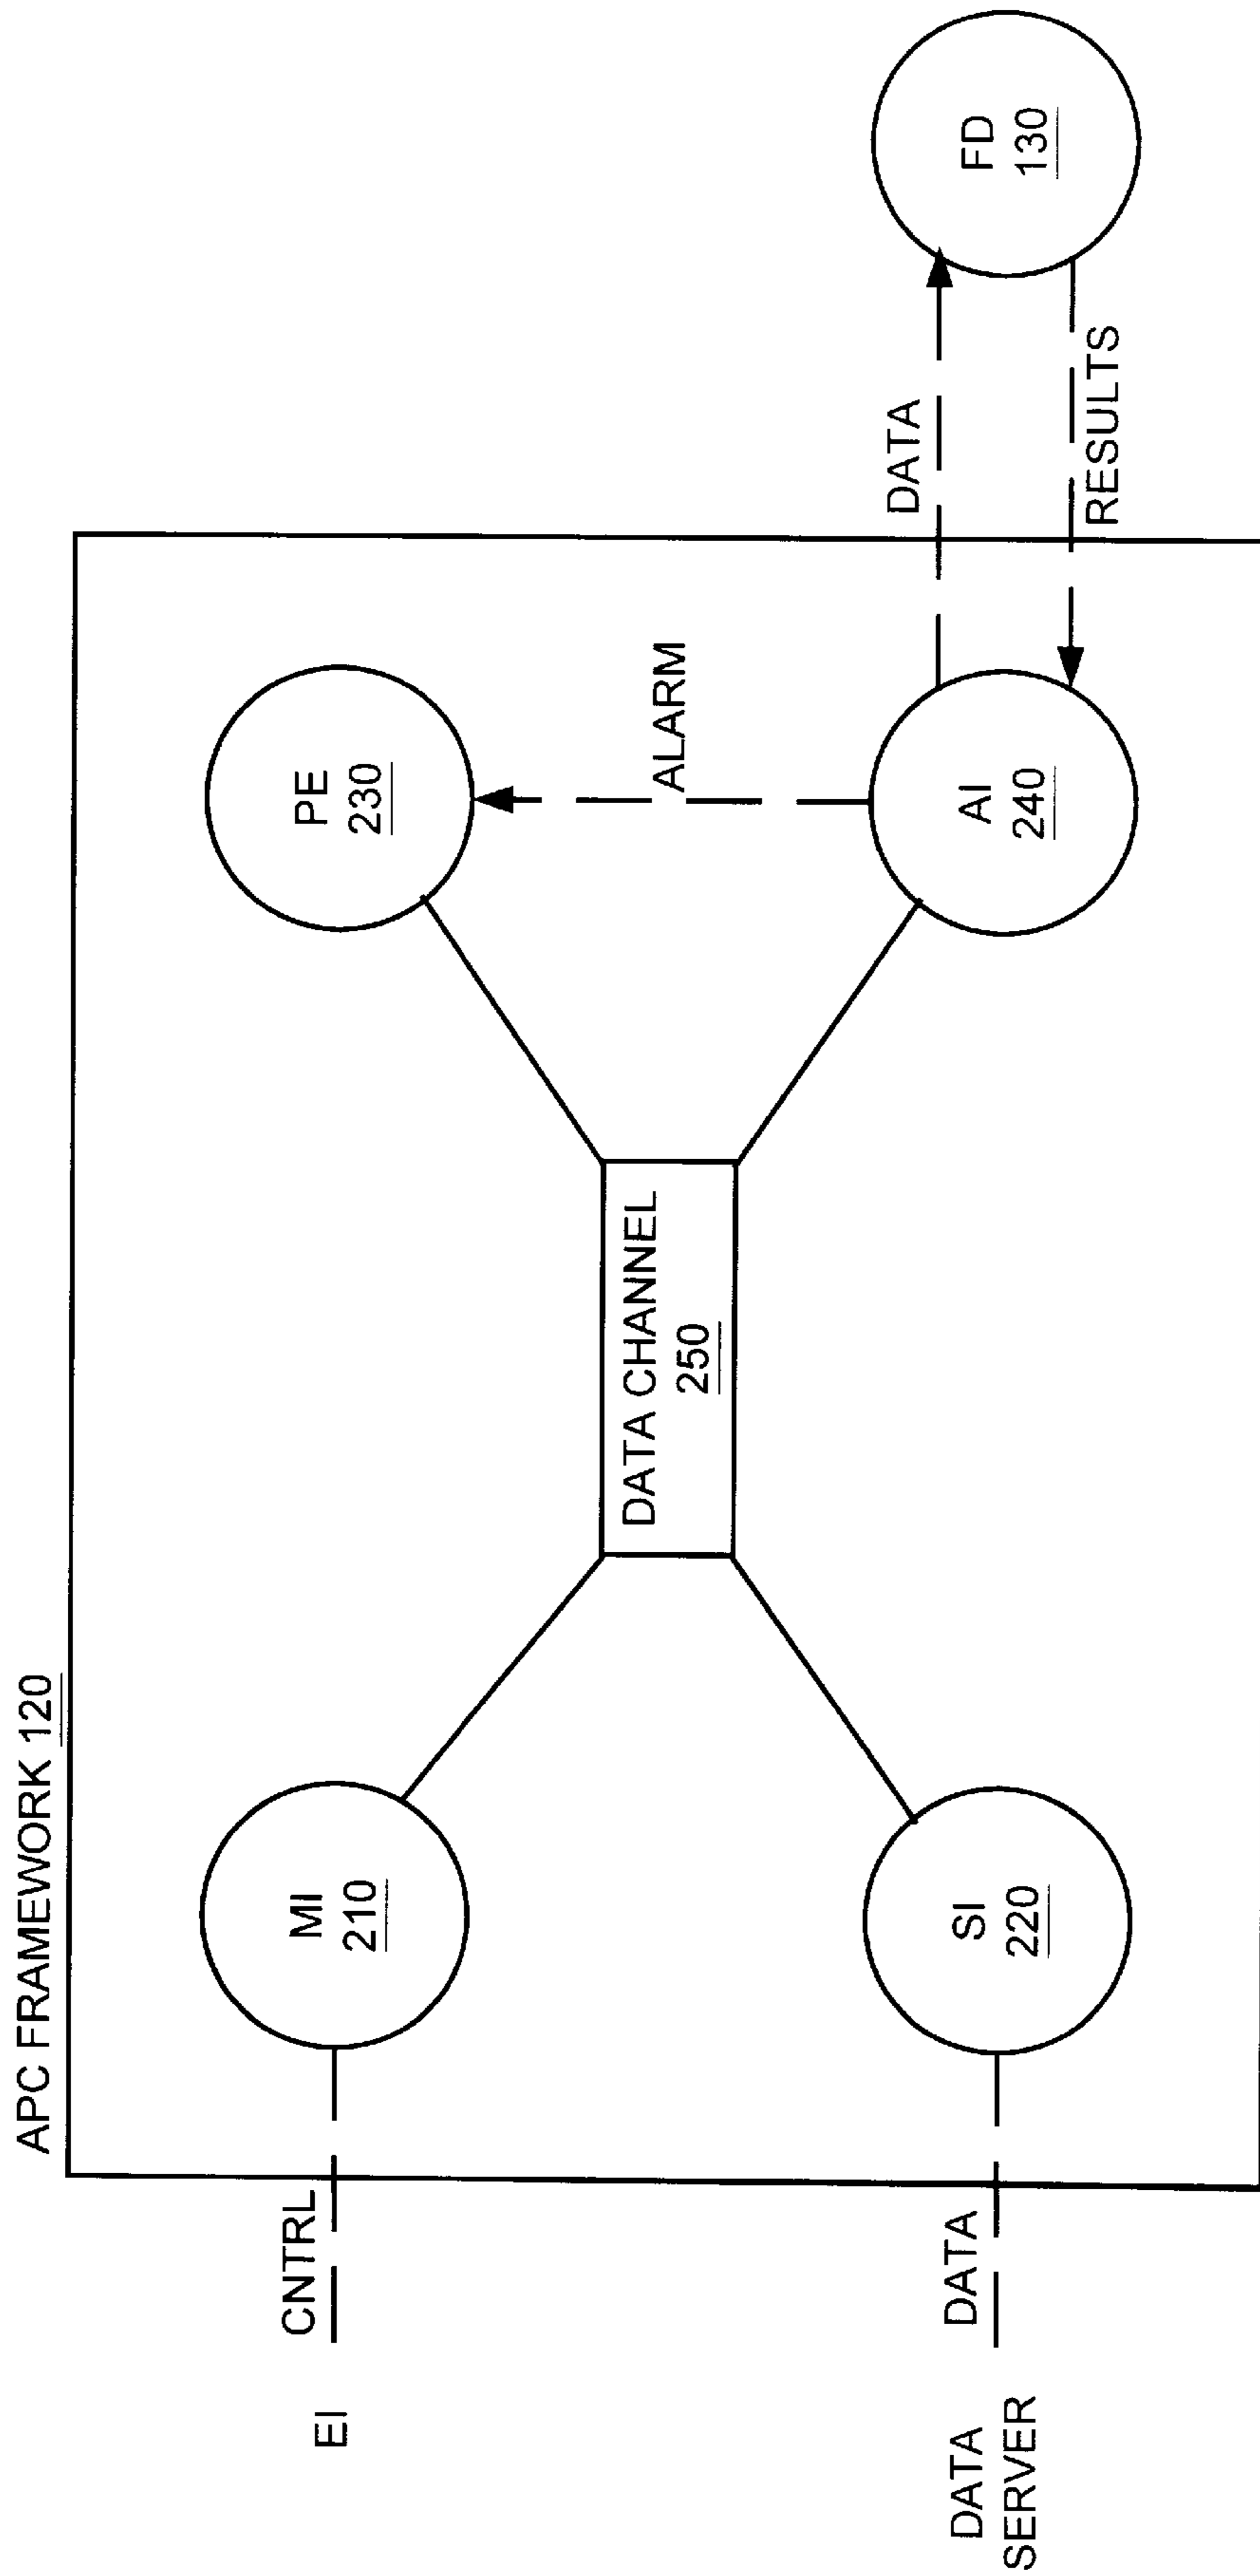 APC FRAMEWORK 120
EI
CNTRL
MI
210
PE
230
DATA CHANNEL
250
ALARM
DATA
SERVER
DATA
SI
220
AI
240
DATA
RESULTS
FD
130